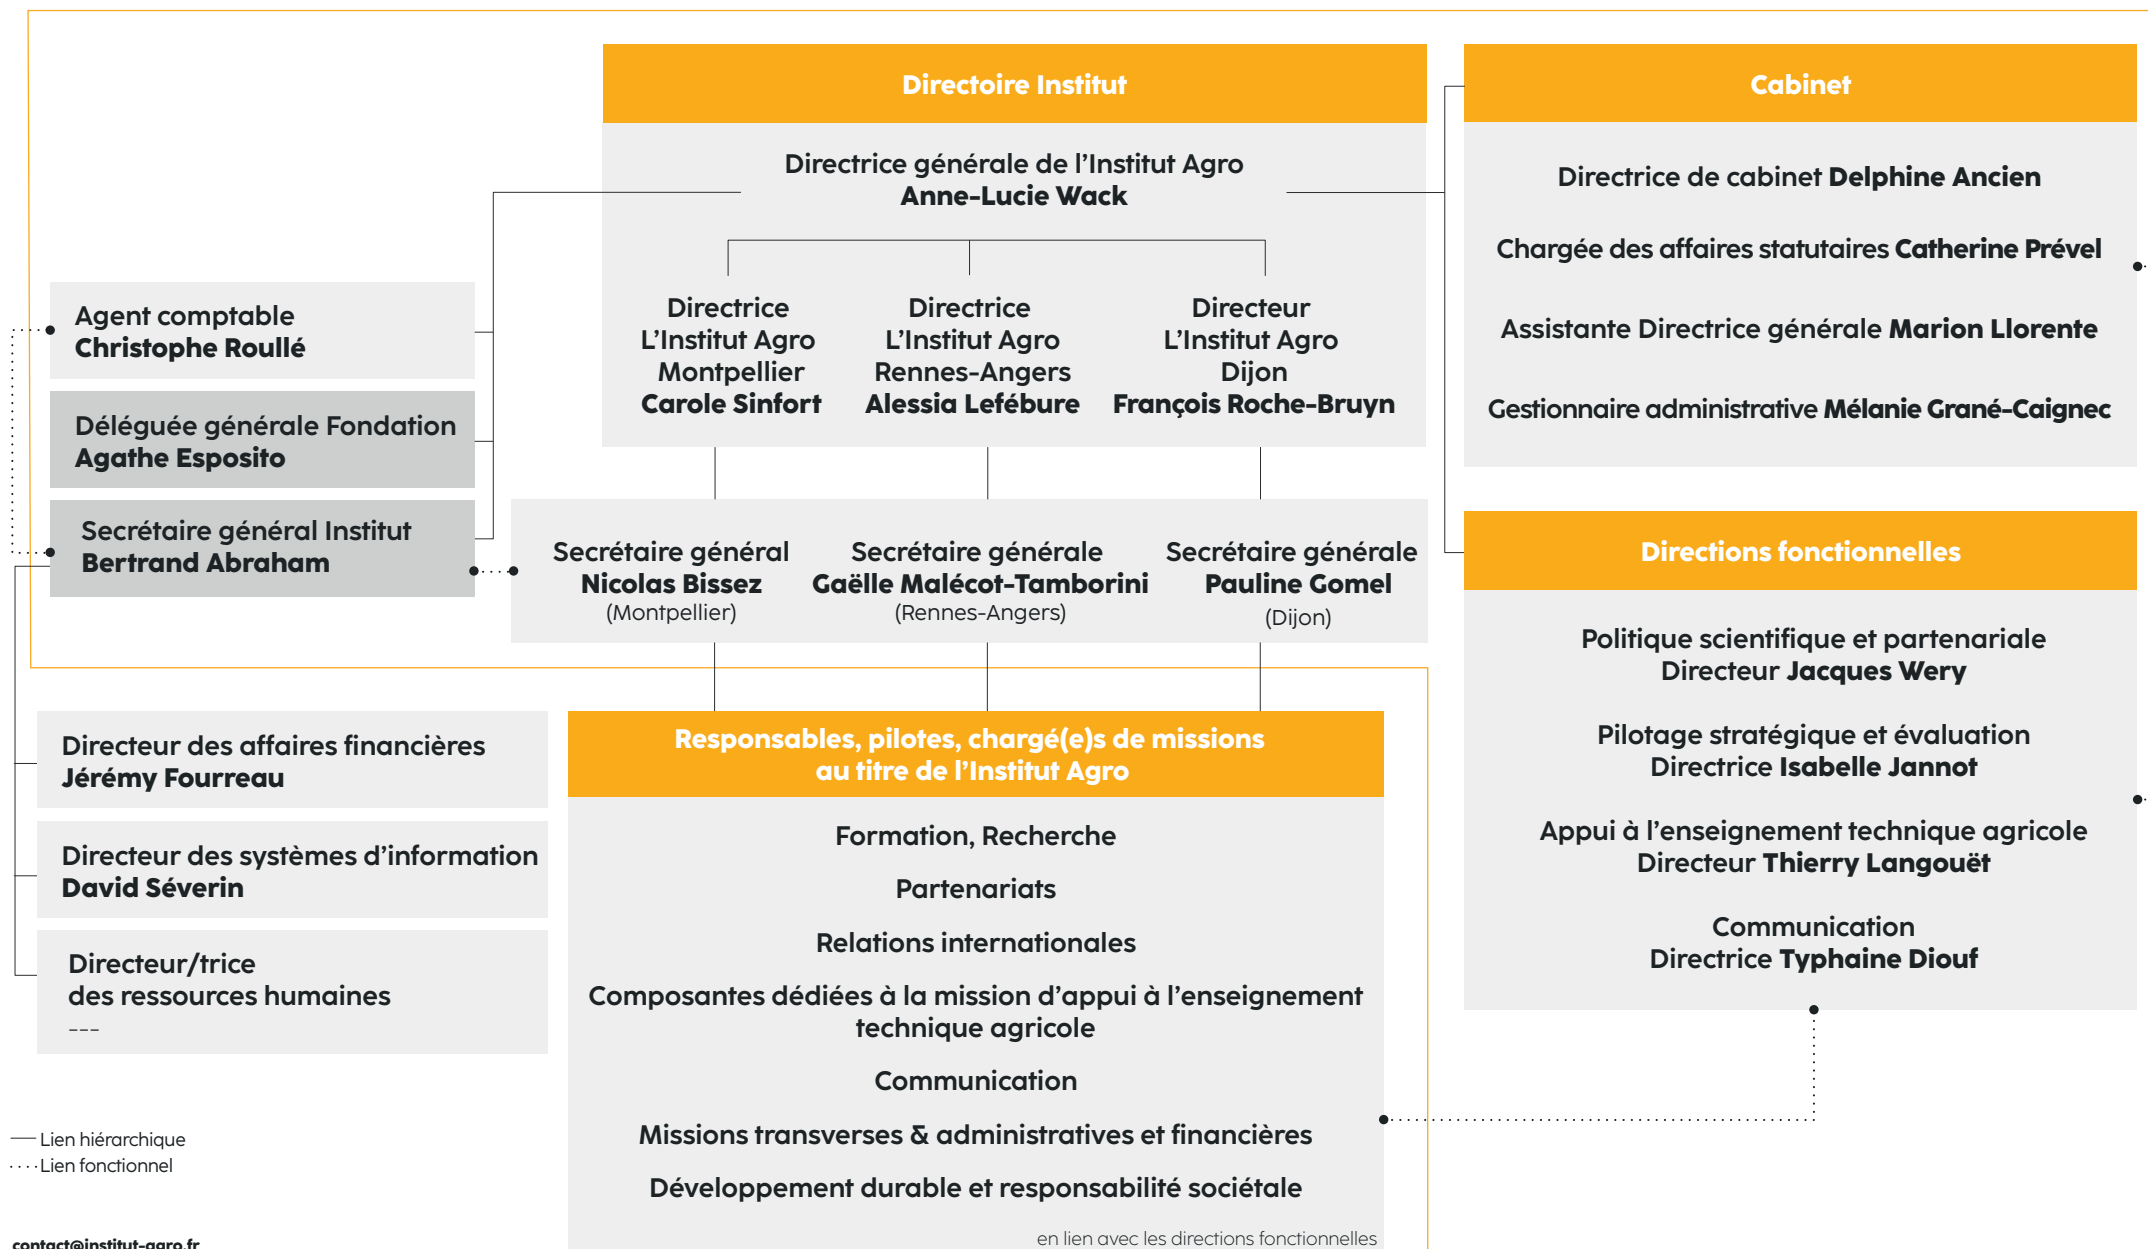 Directoire Institut
Directrice générale de l'Institut Agro
Anne-Lucie Wack
Directrice
L'Institut Agro
Montpellier
Carole Sinfort
Directrice
L'Institut Agro
Rennes-Angers
Alessia Lefébure
Directeur
L'Institut Agro
Dijon
François Roche-Bruyn
Cabinet
Directrice de cabinet Delphine Ancien
Chargée des affaires statutaires Catherine Prével
Assistante Directrice générale Marion Llorente
Gestionnaire administrative Mélanie Grané-Caignec
Agent comptable
Christophe Roullé
Déléguée générale Fondation
Agathe Esposito
Secrétaire général Institut
Bertrand Abraham
Secrétaire général
Nicolas Bissez
(Montpellier)
Secrétaire générale
Gaëlle Malécot-Tamborini
(Rennes-Angers)
Secrétaire générale
Pauline Gomel
(Dijon)
Directions fonctionnelles
Politique scientifique et partenariale
Directeur Jacques Wery
Pilotage stratégique et évaluation
Directrice Isabelle Jannot
Appui à l'enseignement technique agricole
Directeur Thierry Langouët
Communication
Directrice Typhaine Diouf
Directeur des affaires financières
Jérémy Fourreau
Directeur des systèmes d'information
David Séverin
Directeur/trice
des ressources humaines
---
Responsables, pilotes, chargé(e)s de missions
au titre de l'Institut Agro
Formation, Recherche
Partenariats
Relations internationales
Composantes dédiées à la mission d'appui à l'enseignement
technique agricole
Communication
Missions transverses & administratives et financières
Développement durable et responsabilité sociétale
en lien avec les directions fonctionnelles
Lien hiérarchique
Lien fonctionnel
contact@institut-agro.fr